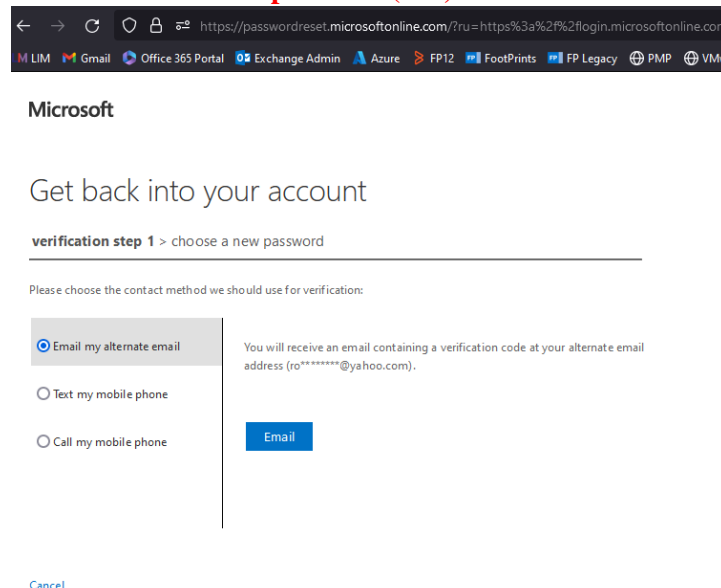 https://passwordreset.microsoftonline.com/?ru=https%3a%2f%2flogin.microsoftonline.com
M LIM Gmail Office 365 Portal Exchange Admin Azure FP12 FootPrints FP Legacy PMP
Microsoft
Get back into your account
verification step 1 > choose a new password
Please choose the contact method we should use for verification:
Email my alternate email
You will receive an email containing a verification code at your alternate email
address (ro********@yahoo.com).
Text my mobile phone
Call my mobile phone
Email
Cancel